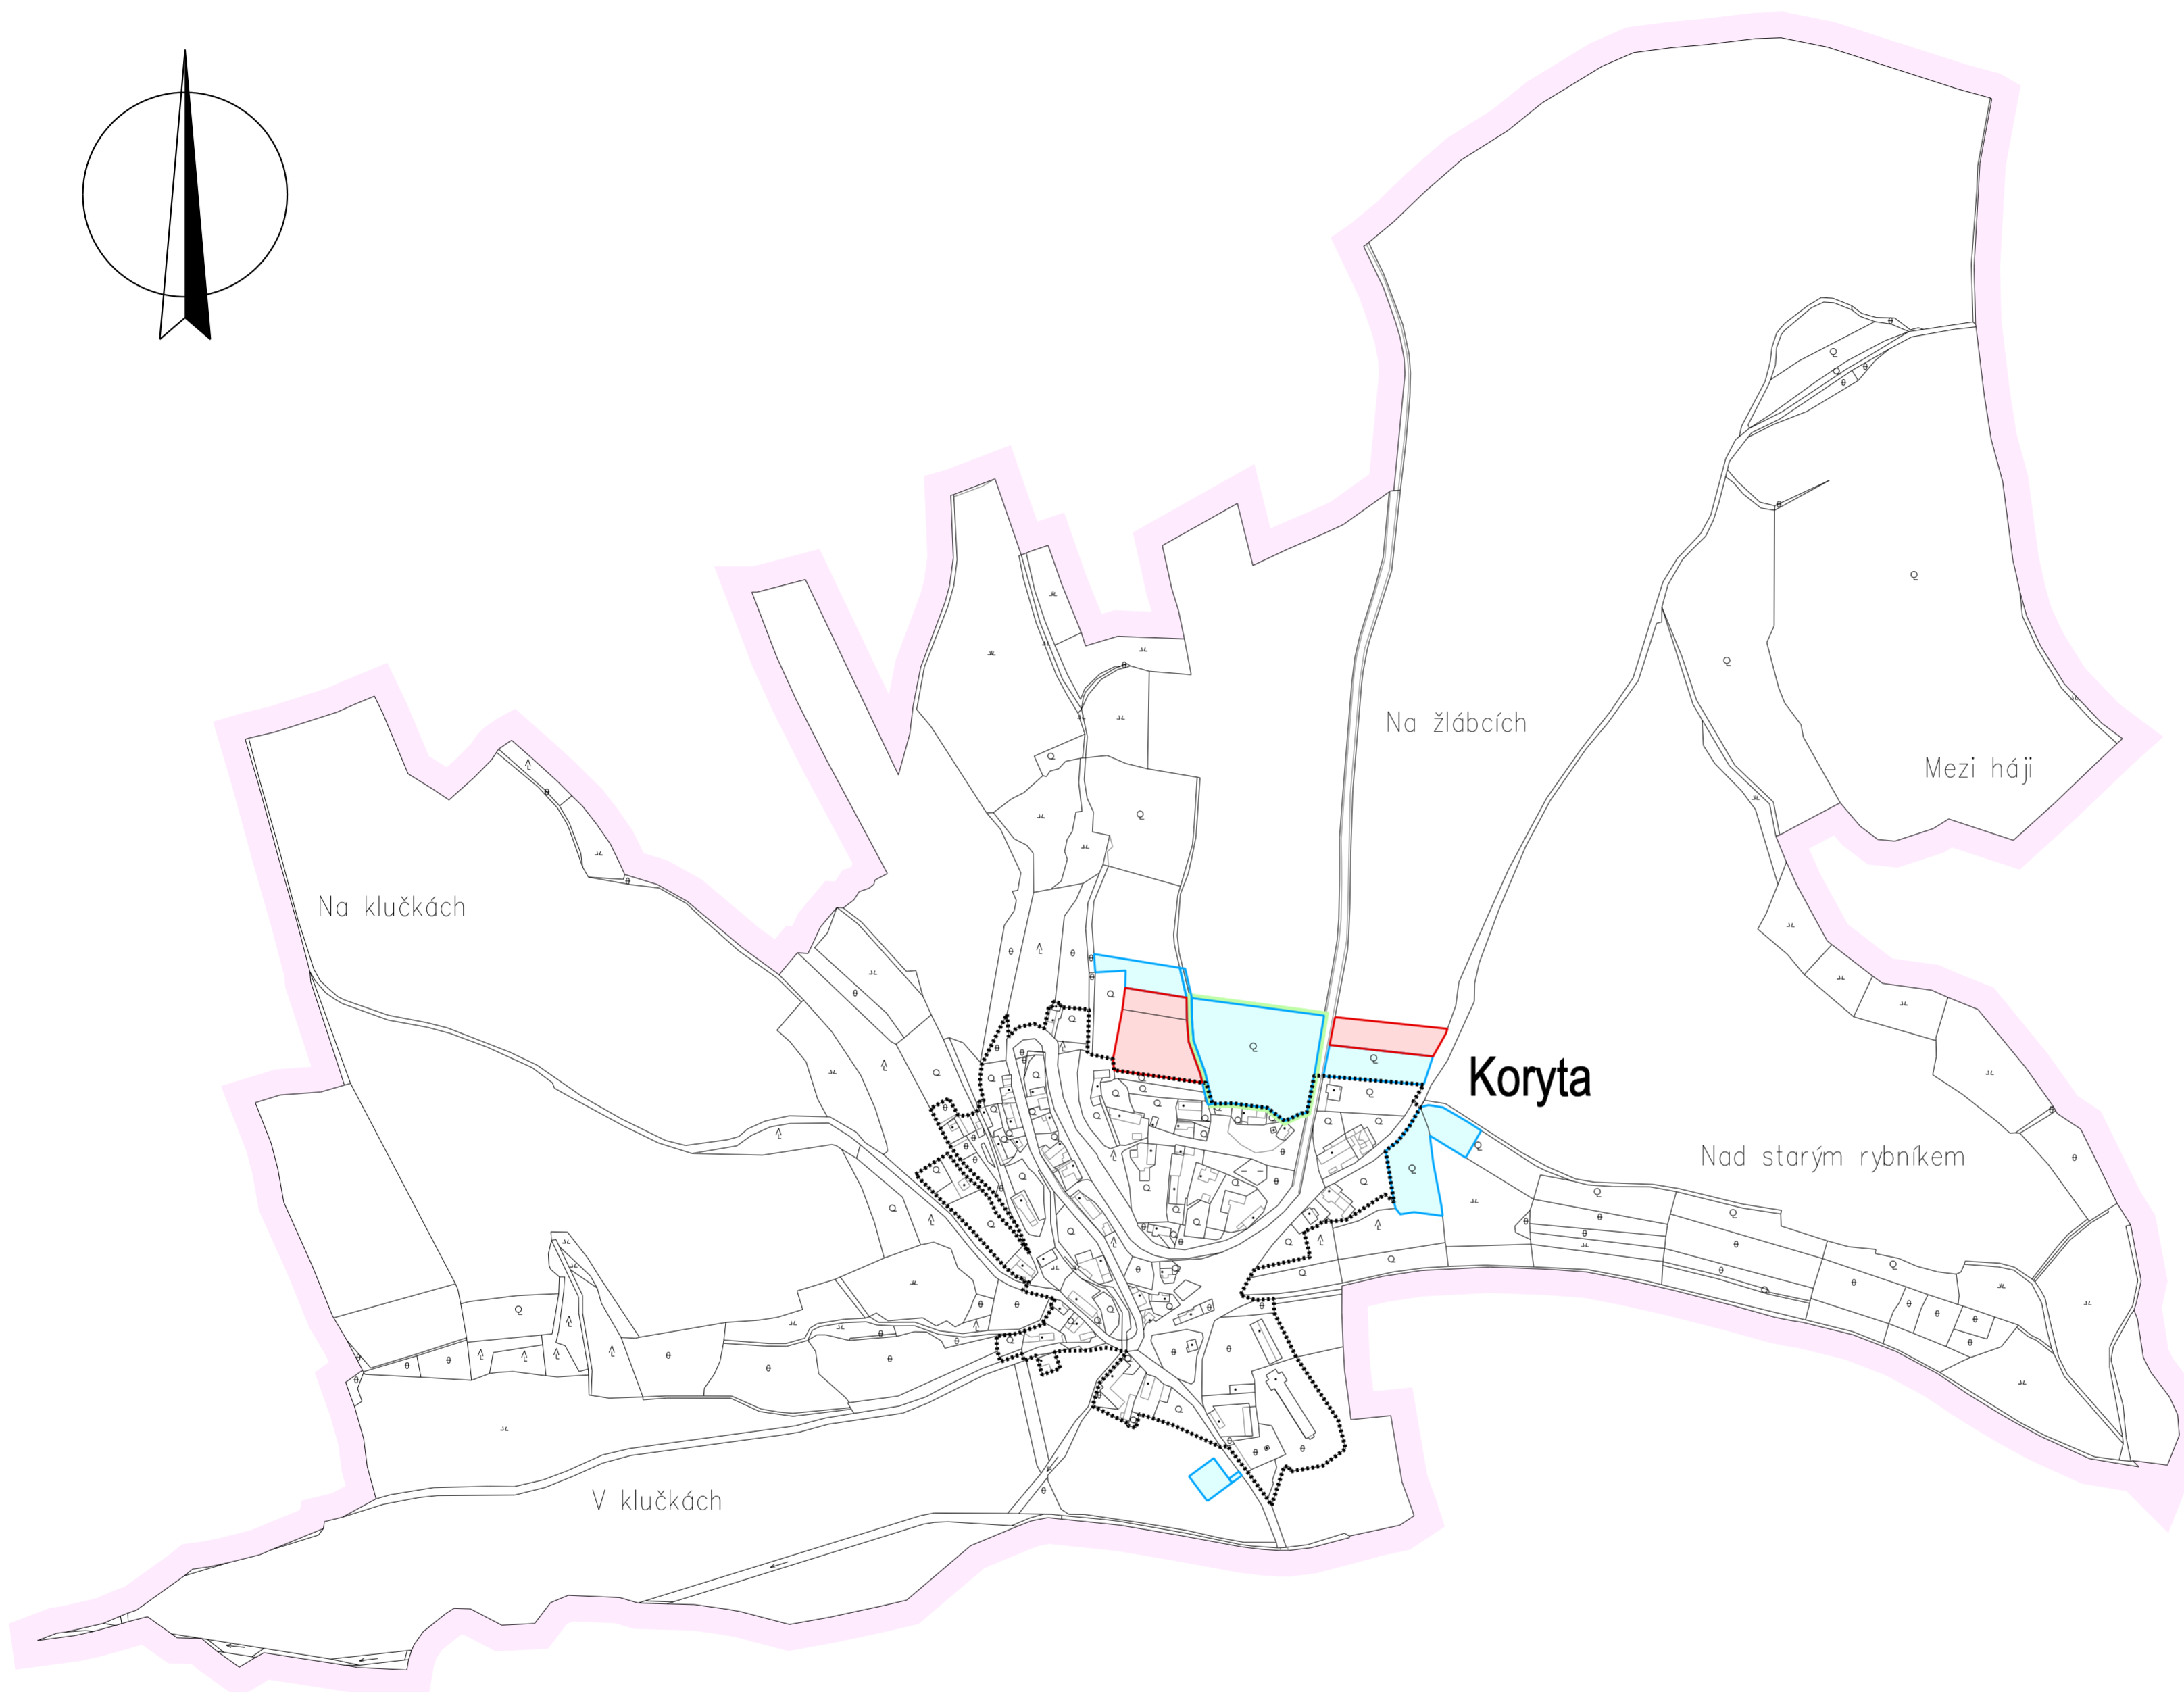 Na žlábcích
Mezi háji
Na klučkách
Koryta
Nad starým rybníkem
V klučkách